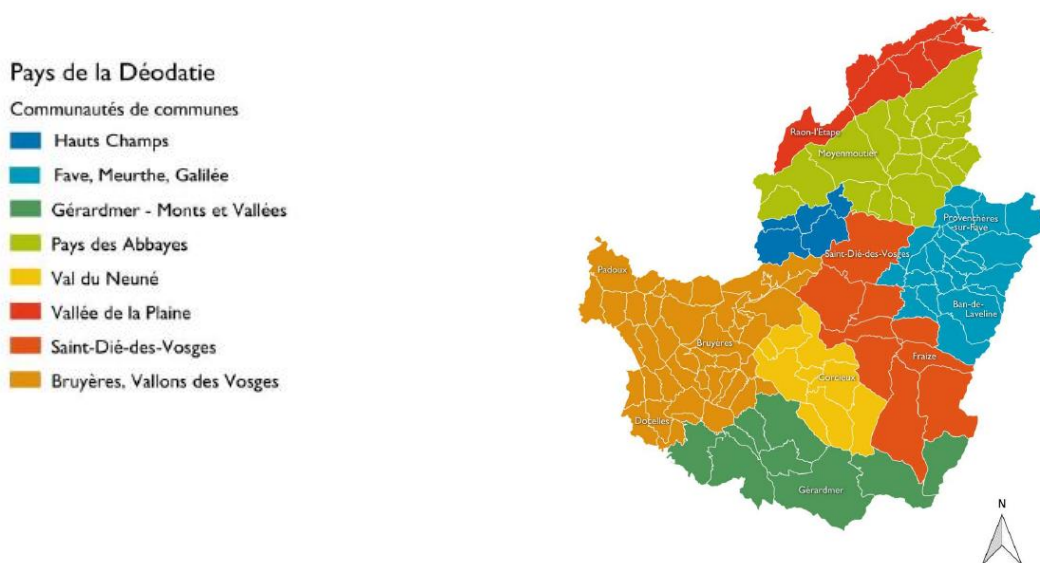 Pays de la Déodatie
Communautés de communes
Hauts Champs
Fave, Meurthe, Galilée
Gérardmer - Monts et Vallées
Pays des Abbayes
Val du Neuné
Vallée de la Plaine
Saint-Dié-des-Vosges
Bruyères, Vallons des Vosges
Raon-l'Etape
Moyenmoutier
Provenchères
sur-Fave
Saint-Dié-des-Vosges
Padoux
Ban-de-
Laveline
Bruyères
Fraize
Corcieux
Docelles
Gérardmer
N